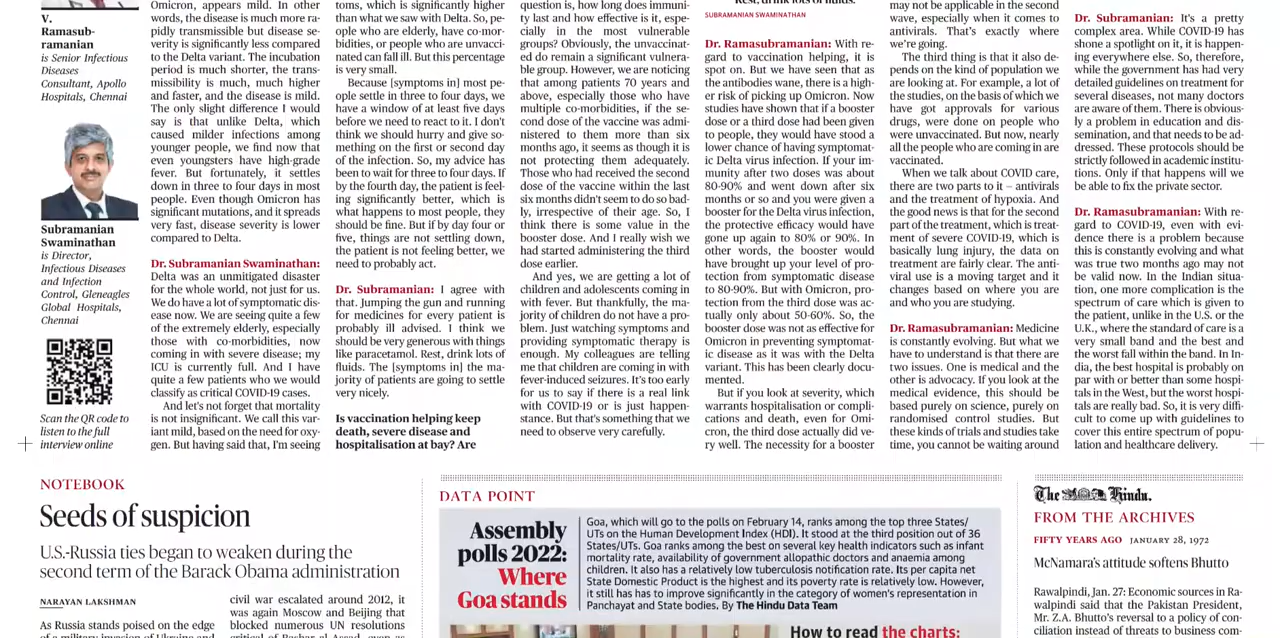 V.
Ramasub-
ramanian
is Senior Infectious
Diseases
Consultant, Apollo
Hospitals, Chennai
Subramanian
Swaminathan
is Director,
Infectious Diseases
and Infection
Control, Gleneagles
Global Hospitals,
Chennai
Scan the QR code to
listen to the full
interview online
Omicron, appears mild. In other
words, the disease is much more ra-
pidly transmissible but disease se-
verity is significantly less compared
to the Delta variant. The incubation
period is much shorter, the trans-
missibility is much, much higher
and faster, and the disease is mild.
The only slight difference I would
say is that unlike Delta, which
caused milder infections among
younger people, we find now that
even youngsters have high-grade
fever. But fortunately, it settles
down in three to four days in most
people. Even though Omicron has
significant mutations, and it spreads
very fast, disease severity is lower
compared to Delta.
Dr. Subramanian Swaminathan:
Delta was an unmitigated disaster
for the whole world, not just for us.
We do have a lot of symptomatic dis-
ease now. We are seeing quite a few
of the extremely elderly, especially
those with co-morbidities, now
coming in with severe disease; my
ICU is currently full. And I have
quite a few patients who we would
classify as critical COVID-19 cases.
And let's not forget that mortality
is not insignificant. We call this var-
iant mild, based on the need for oxy-
gen. But having said that, I'm seeing
toms, which is significantly higher
than what we saw with Delta. So, pe-
ople who are elderly, have co-mor-
bidities, or people who are unvacci-
nated can fall ill. But this percentage
is very small.
Because [symptoms in] most pe-
ople settle in three to four days, we
have a window of at least five days
before we need to react to it. I don't
think we should hurry and give so-
mething on the first or second day
of the infection. So, my advice has
been to wait for three to four days. If
by the fourth day, the patient is feel-
ing significantly better, which is
what happens to most people, they
should be fine. But if by day four or
five, things are not settling down,
the patient is not feeling better, we
need to probably act.
Dr. Subramanian: I agree with
that. Jumping the gun and running
for medicines for every patient is
probably ill advised. I think we
should be very generous with things
like paracetamol. Rest, drink lots of
fluids. The [symptoms in] the ma-
jority of patients are going to settle
very nicely.
Is vaccination helping keep
death, severe disease and
hospitalisation at bay? Are
question is, how long does immuni-
ty last and how effective is it, espe-
cially in the most vulnerable
groups? Obviously, the unvaccinat-
ed do remain a significant vulnera-
ble group. However, we are noticing
that among patients 70 years and
above, especially those who have
multiple co-morbidities, if the se-
cond dose of the vaccine was admi-
nistered to them more than six
months ago, it seems as though it is
not protecting them adequately.
Those who had received the second
dose of the vaccine within the last
six months didn't seem to do so bad-
ly, irrespective of their age. So, I
think there is some value in the
booster dose. And I really wish we
had started administering the third
dose earlier.
And yes, we are getting a lot of
children and adolescents coming in
with fever. But thankfully, the ma-
jority of children do not have a pro-
blem. Just watching symptoms and
providing symptomatic therapy is
enough. My colleagues are telling
me that children are coming in with
fever-induced seizures. It's too early
for us to say if there is a real link
with COVID-19 or is just happen-
stance. But that's something that we
need to observe very carefully.
Rest, drink lots of fluids.
SUBRAMANIAN SWAMINATHAN
Dr. Ramasubramanian: With re-
gard to vaccination helping, it is
spot on. But we have seen that as
the antibodies wane, there is a high-
er risk of picking up Omicron. Now
studies have shown that if a booster
dose or a third dose had been given
to people, they would have stood a
lower chance of having symptomat-
ic Delta virus infection. If your im-
munity after two doses was about
80-90% and went down after six
months or so and you were given a
booster for the Delta virus infection,
the protective efficacy would have
gone up again to 80% or 90%. In
other words, the booster would
have brought up your level of pro-
tection from symptomatic disease
to 80-90%. But with Omicron, pro-
tection from the third dose was ac-
tually only about 50-60%. So, the
booster dose was not as effective for
Omicron in preventing symptomat-
ic disease as it was with the Delta
variant. This has been clearly docu-
mented.
But if you look at severity, which
warrants hospitalisation or compli-
cations and death, even for Omi-
cron, the third dose actually did ve-
ry well. The necessity for a booster
may not be applicable in the second
wave, especially when it comes to
antivirals. That's exactly where
we're going.
The third thing is that it also de-
pends on the kind of population we
are looking at. For example, a lot of
the studies, on the basis of which we
have got approvals for various
drugs, were done on people who
were unvaccinated. But now, nearly
all the people who are coming in are
vaccinated.
When we talk about COVID care,
there are two parts to it – antivirals
and the treatment of hypoxia. And
the good news is that for the second
part of the treatment, which is treat-
ment of severe COVID-19, which is
basically lung injury, the data on
treatment are fairly clear. The anti-
viral use is a moving target and it
changes based on where you are
and who you are studying.
Dr. Ramasubramanian: Medicine
is constantly evolving. But what we
have to understand is that there are
two issues. One is medical and the
other is advocacy. If you look at the
medical evidence, this should be
based purely on science, purely on
randomised control studies. But
these kinds of trials and studies take
time, you cannot be waiting around
Dr. Subramanian: It's a pretty
complex area. While COVID-19 has
shone a spotlight on it, it is happen-
ing everywhere else. So, therefore,
while the government has had very
detailed guidelines on treatment for
several diseases, not many doctors
are aware of them. There is obvious-
ly a problem in education and dis-
semination, and that needs to be ad-
dressed. These protocols should be
strictly followed in academic institu-
tions. Only if that happens will we
be able to fix the private sector.
Dr. Ramasubramanian: With re-
gard to COVID-19, even with evi-
dence there is a problem because
this is constantly evolving and what
was true two months ago may not
be valid now. In the Indian situa-
tion, one more complication is the
spectrum of care which is given to
the patient, unlike in the U.S. or the
U.K., where the standard of care is a
very small band and the best and
the worst fall within the band. In In-
dia, the best hospital is probably on
par with or better than some hospi-
tals in the West, but the worst hospi-
tals are really bad. So, it is very diffi-
cult to come up with guidelines to
cover this entire spectrum of popu-
lation and healthcare delivery.
NOTEBOOK
Seeds of suspicion
U.S.-Russia ties began to weaken during the
second term of the Barack Obama administration
NARAYAN LAKSHMAN
As Russia stands poised on the edge
of a military invasion of Ukraine and
civil war escalated around 2012, it
was again Moscow and Beijing that
blocked numerous UN resolutions
critical of Bashar al-Assad, even as
DATA POINT
Assembly
polls 2022:
Where
Goa stands
Goa, which will go to the polls on February 14, ranks among the top three States/
UTs on the Human Development Index (HDI). It stood at the third position out of 36
States/UTs. Goa ranks among the best on several key health indicators such as infant
mortality rate, availability of government allopathic doctors and anaemia among
children. It also has a relatively low tuberculosis notification rate. Its per capita net
State Domestic Product is the highest and its poverty rate is relatively low. However,
it still has has to improve significantly in the category of women's representation in
Panchayat and State bodies. By The Hindu Data Team
How to read the charts:
The Hindu.
FROM THE ARCHIVES
FIFTY YEARS AGO JANUARY 28, 1972
McNamara's attitude softens Bhutto
Rawalpindi, Jan. 27: Economic sources in Ra-
walpindi said that the Pakistan President,
Mr. Z.A. Bhutto's reversal to a policy of con-
ciliation instead of threats to business com-